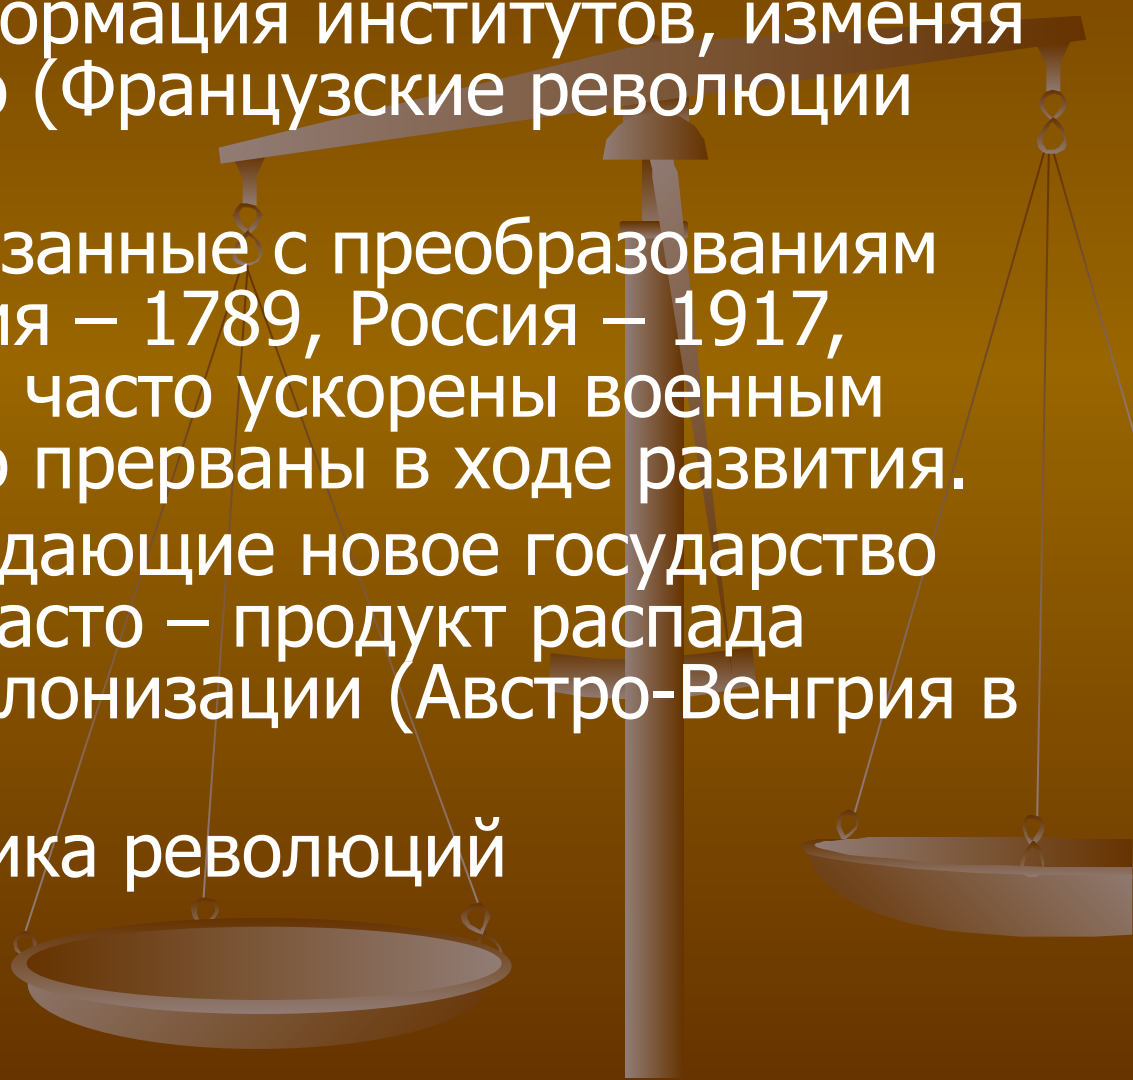 ормация институтов, изменяя
о (Французские революции
занные с преобразованиям
ия – 1789, Россия – 1917,
часто ускорены военным
о прерваны в ходе развития.
дающие новое государство
асто – продукт распада
лонизации (Австро-Венгрия в
ика революций